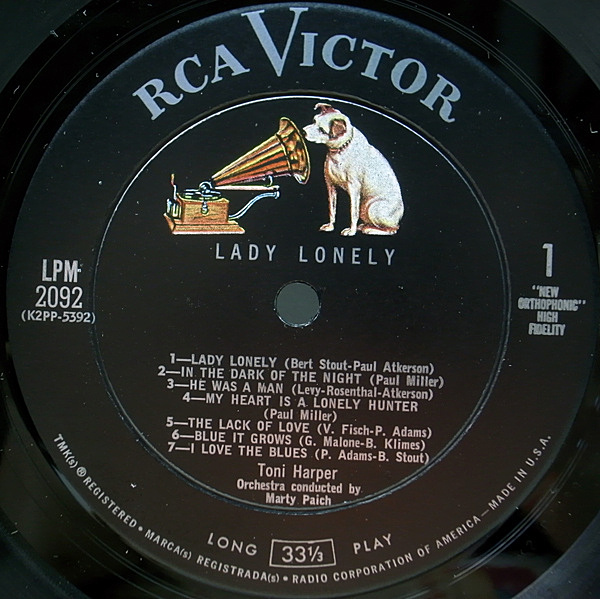 RCA VICTOR
LADY LONELY
LPM-
2092
(K2PP-5392)
1
"NEW
ORTHOPHONIC"
HIGH
FIDELITY
1—LADY LONELY (Bert Stout-Paul Atkerson)
2—IN THE DARK OF THE NIGHT (Paul Miller)
3—HE WAS A MAN (Levy-Rosenthal-Atkerson)
4—MY HEART IS A LONELY HUNTER
(Paul Miller)
5—THE LACK OF LOVE (V. Fisch-P. Adams)
6—BLUE IT GROWS (G. Malone-B. Klimes)
7—I LOVE THE BLUES (P. Adams-B. Stout)
Toni Harper
Orchestra conducted by
Marty Paich
LONG 33⅓ PLAY
TMK(s) ® REGISTERED • MARCA(s) REGISTRADA(s) • RADIO CORPORATION OF AMERICA—MADE IN U.S.A.